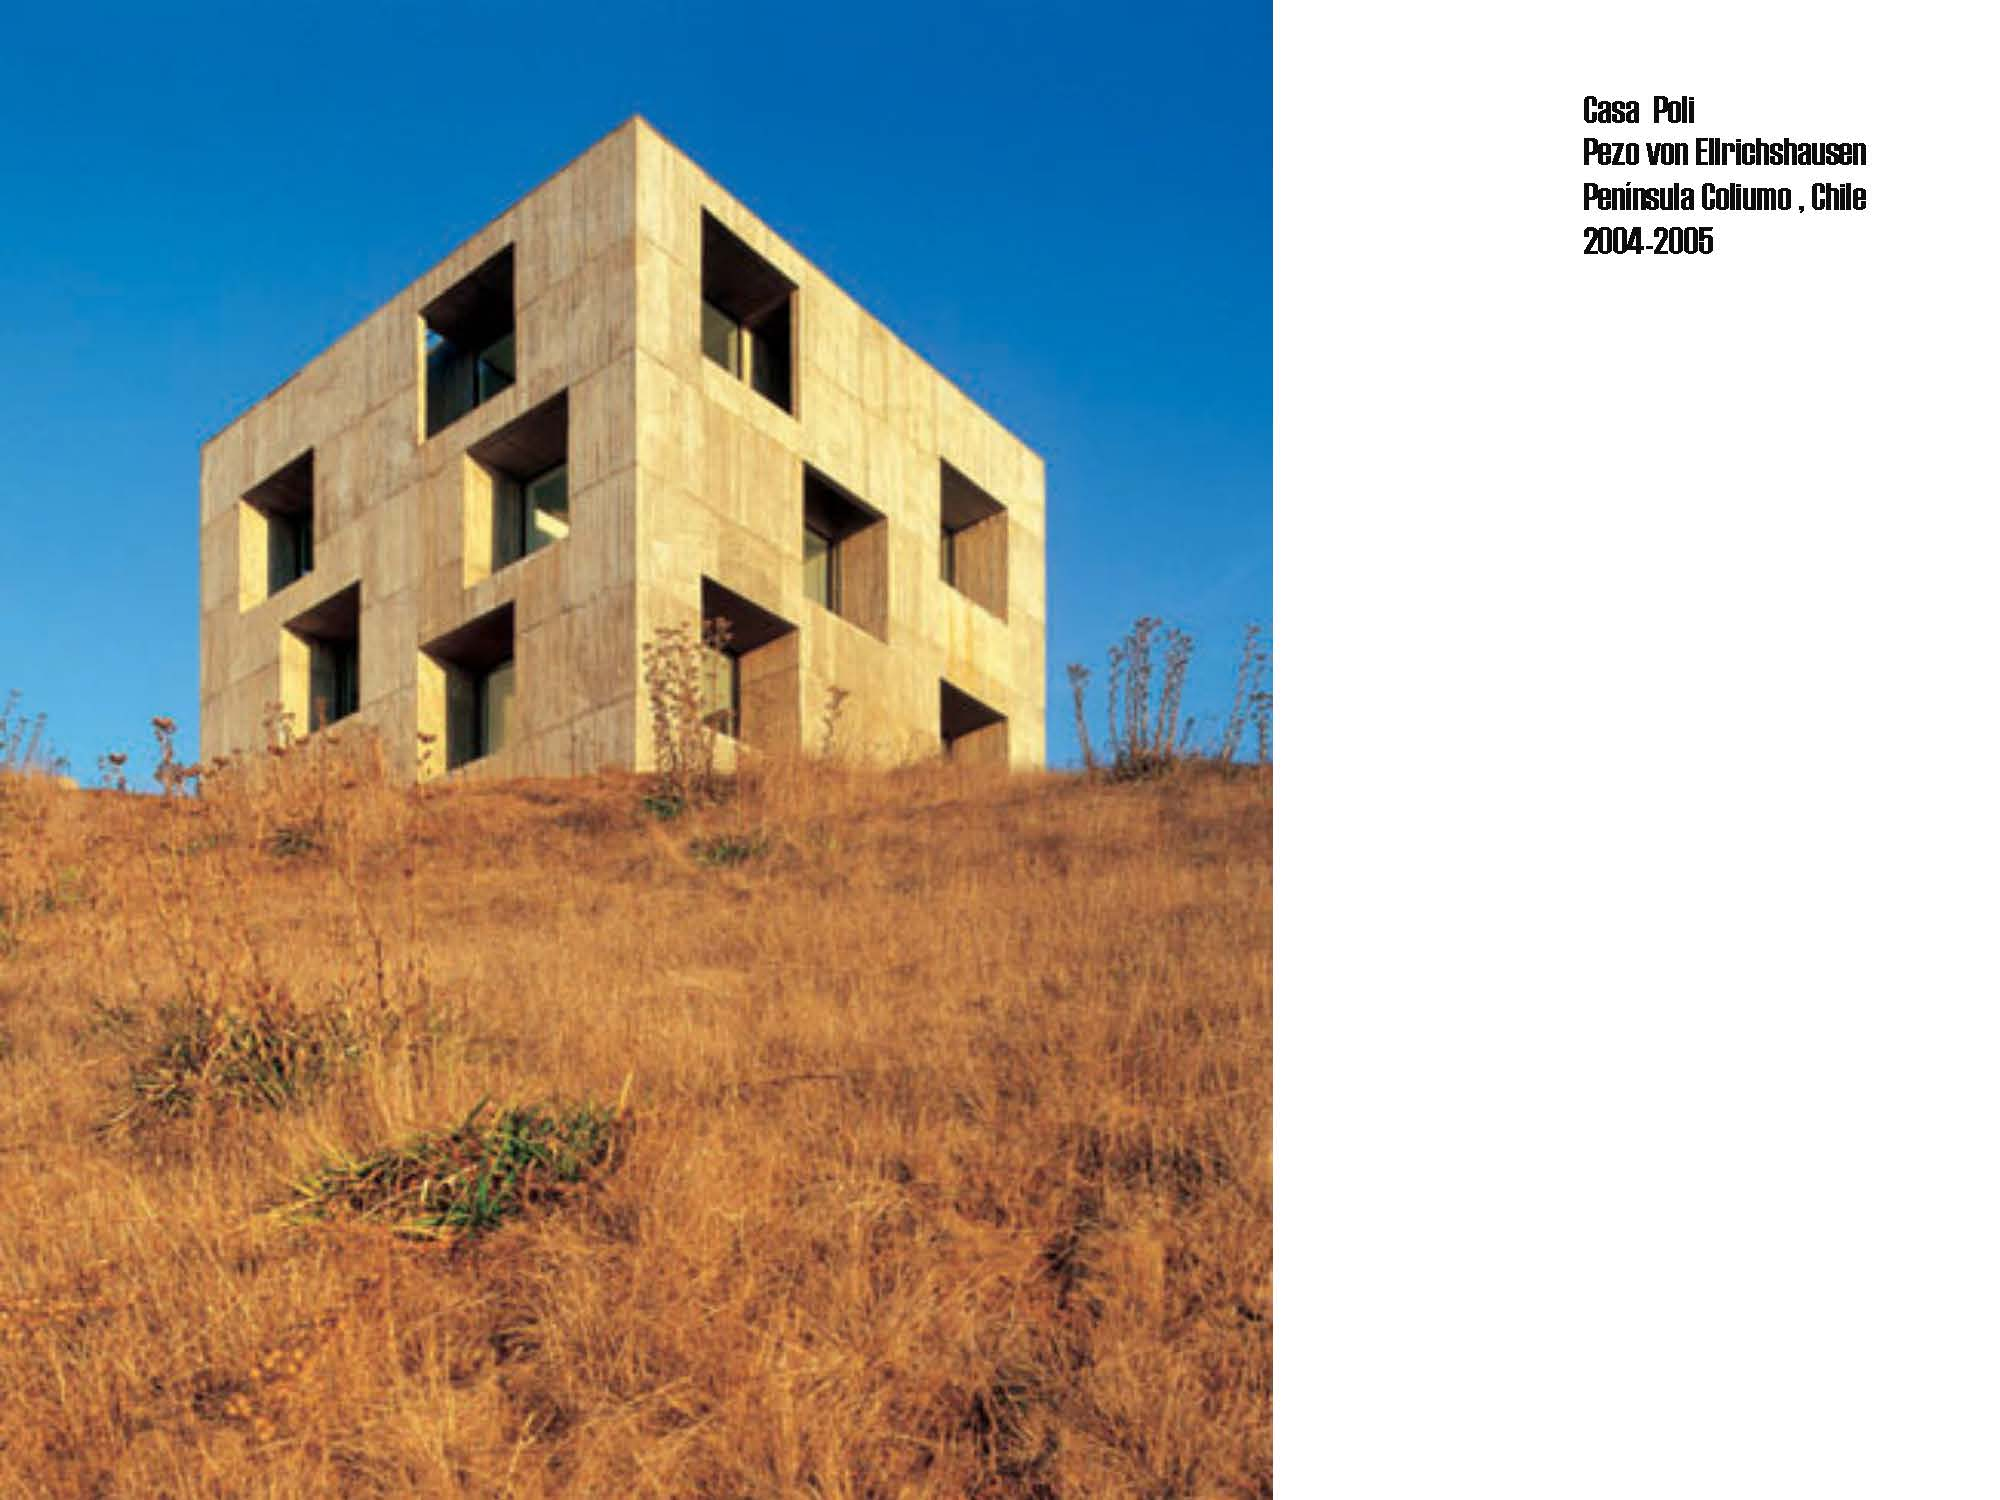 Casa Poli
Pezo von Ellrichshausen
Península Coliumo , Chile
2004-2005